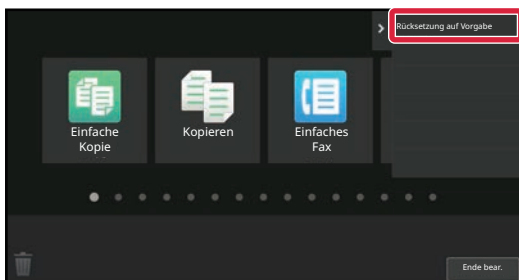 Rücksetzung auf Vorgabe
Einfache
Kopie
Kopieren
Einfaches
Fax
Ende bear.